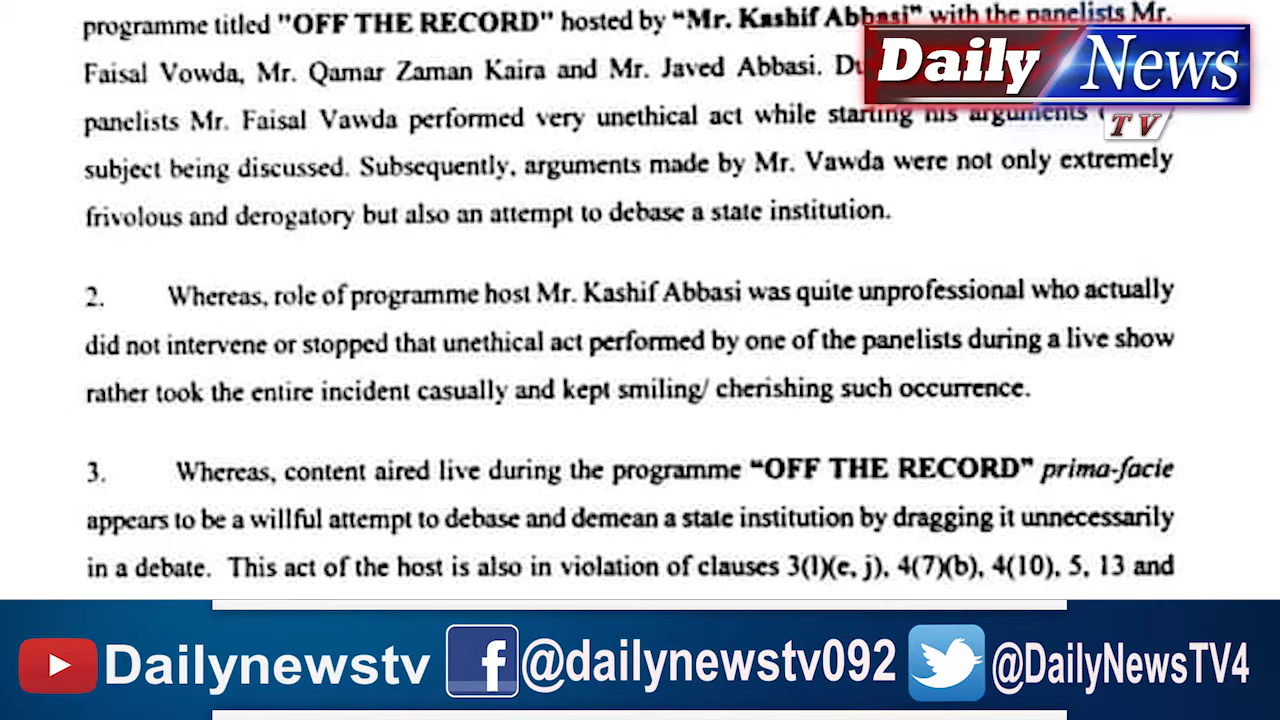 programme titled "OFF THE RECORD" hosted by "Mr. Kashif Abbasi" with the panelists Mr.
Faisal Vowda, Mr. Qamar Zaman Kaira and Mr. Javed Abbasi.
panelists Mr. Faisal Vawda performed very unethical act while starting his arguments
subject being discussed. Subsequently, arguments made by Mr. Vawda were not only extremely
frivolous and derogatory but also an attempt to debase a state institution.
2. Whereas, role of programme host Mr. Kashif Abbasi was quite unprofessional who actually
did not intervene or stopped that unethical act performed by one of the panelists during a live show
rather took the entire incident casually and kept smiling/ cherishing such occurrence.
3. Whereas, content aired live during the programme "OFF THE RECORD" prima-facie
appears to be a willful attempt to debase and demean a state institution by dragging it unnecessarily
in a debate. This act of the host is also in violation of clauses 3(l)(e, j), 4(7)(b), 4(10), 5, 13 and
Daily News
TV
Dailynewstv @dailynewstv092 @DailyNewsTV4